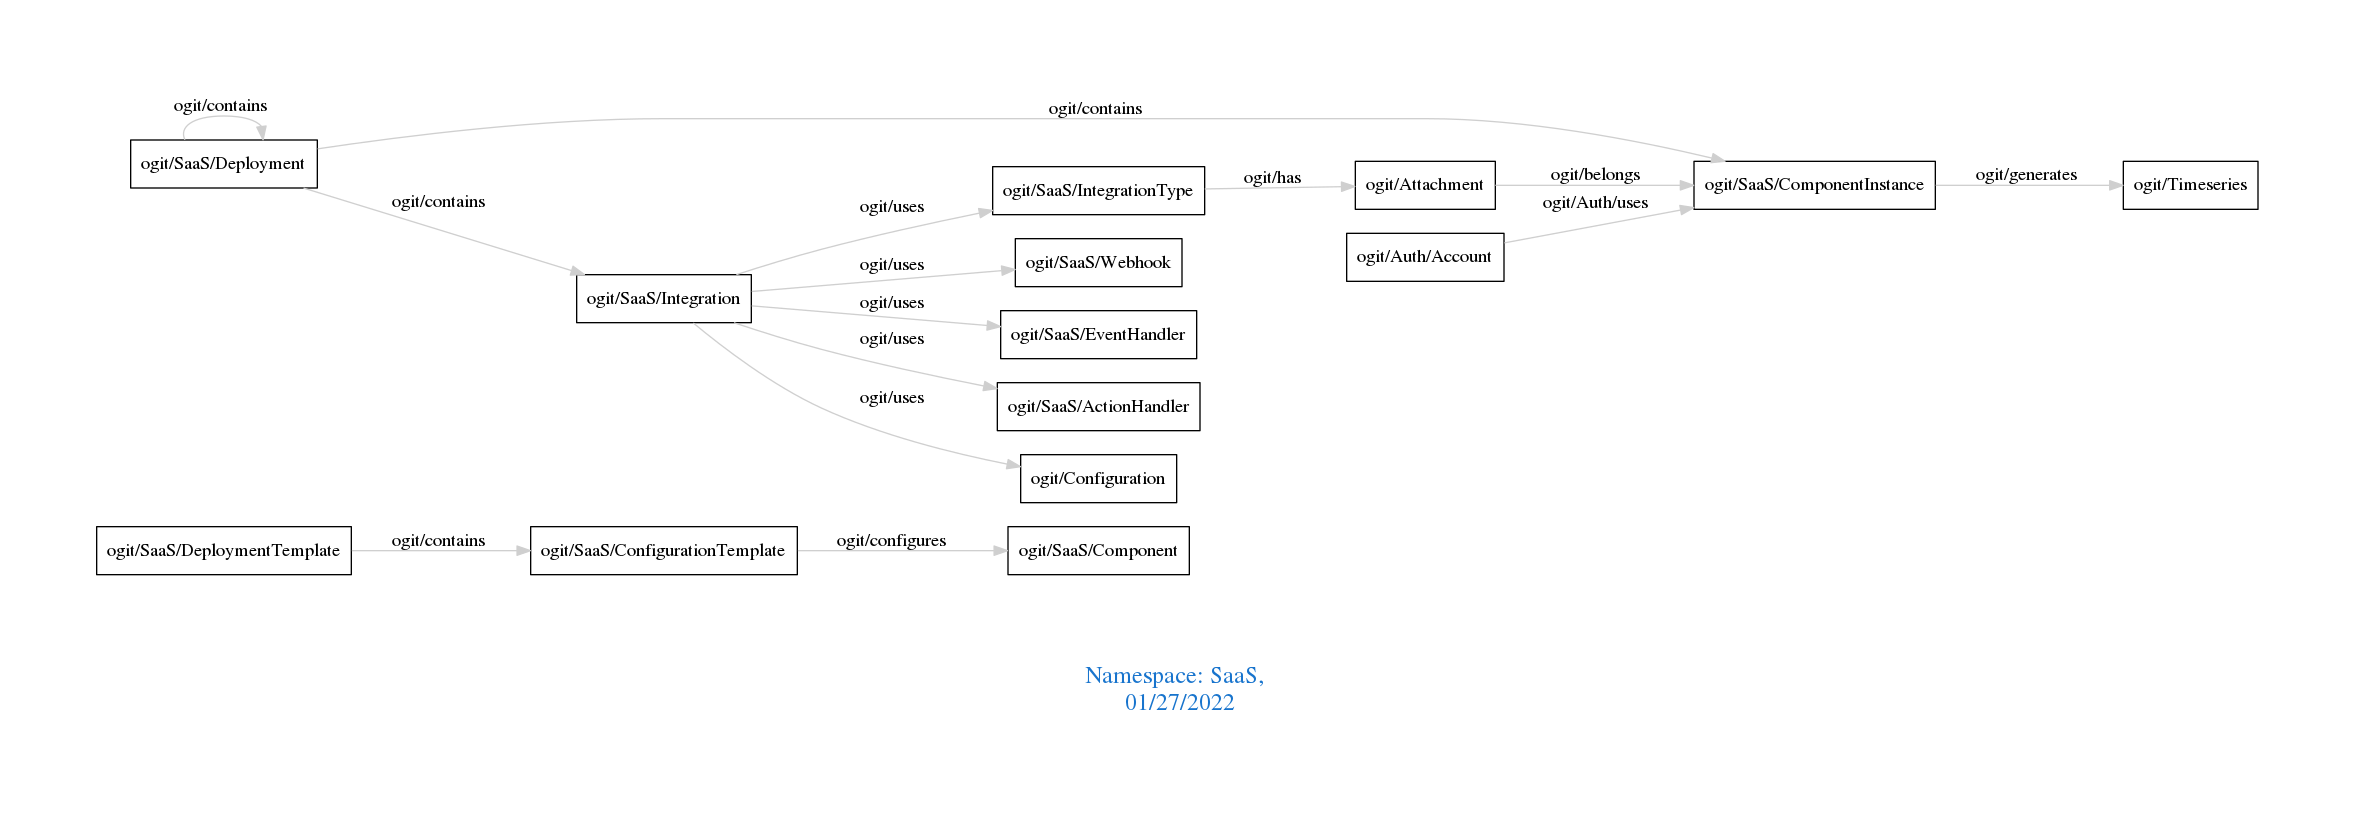 ogit/contains
ogit/contains
ogit/SaaS/Deployment
ogit/contains
ogit/SaaS/IntegrationType
ogit/has
ogit/Attachment
ogit/belongs
ogit/SaaS/ComponentInstance
ogit/generates
ogit/Timeseries
ogit/uses
ogit/Auth/uses
ogit/Auth/Account
ogit/uses
ogit/SaaS/Webhook
ogit/SaaS/Integration
ogit/uses
ogit/SaaS/EventHandler
ogit/uses
ogit/SaaS/ActionHandler
ogit/uses
ogit/Configuration
ogit/SaaS/DeploymentTemplate
ogit/contains
ogit/SaaS/ConfigurationTemplate
ogit/configures
ogit/SaaS/Component
Namespace: SaaS,
01/27/2022